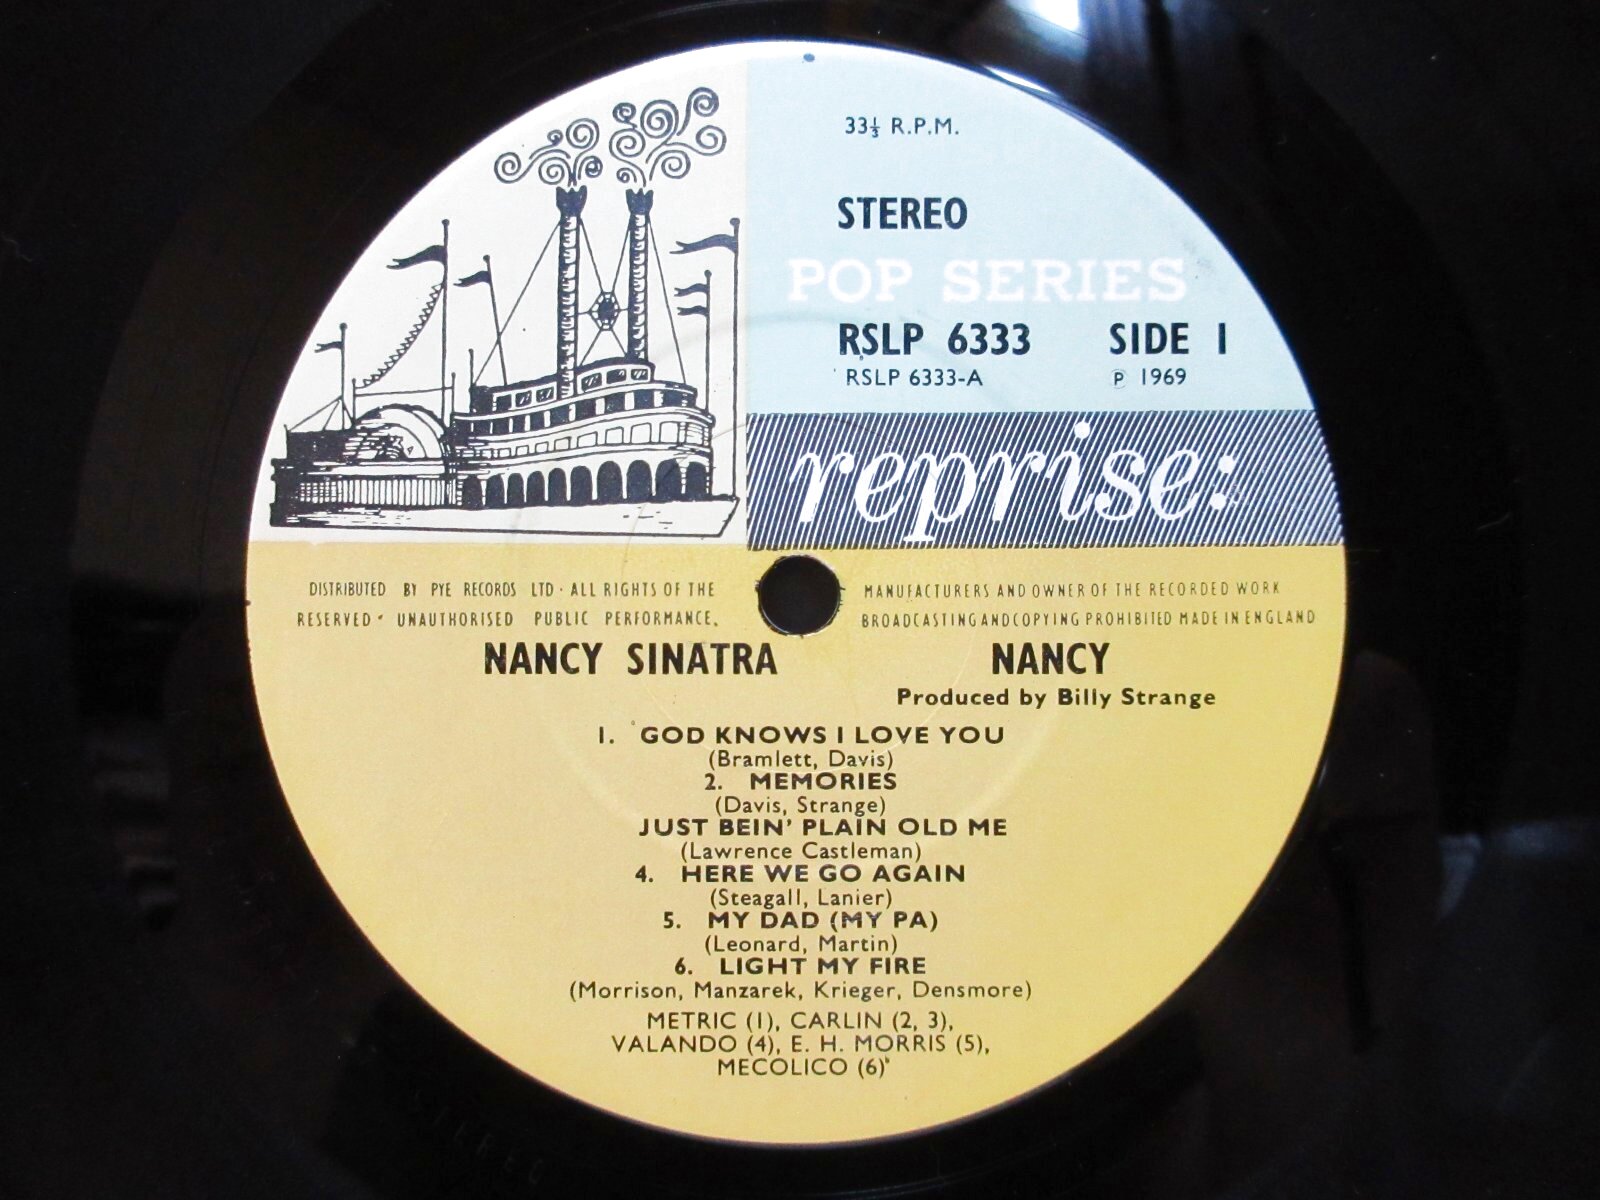 33⅓ R.P.M.
STEREO
POP SERIES
RSLP 6333 SIDE 1
RSLP 6333-A ℗ 1969
reprise:
DISTRIBUTED BY PYE RECORDS LTD · ALL RIGHTS OF THE MANUFACTURERS AND OWNER OF THE RECORDED WORK
RESERVED · UNAUTHORISED PUBLIC PERFORMANCE, BROADCASTING AND COPYING PROHIBITED MADE IN ENGLAND
NANCY SINATRA NANCY
Produced by Billy Strange
1. GOD KNOWS I LOVE YOU
(Bramlett, Davis)
2. MEMORIES
(Davis, Strange)
JUST BEIN' PLAIN OLD ME
(Lawrence Castleman)
4. HERE WE GO AGAIN
(Steagall, Lanier)
5. MY DAD (MY PA)
(Leonard, Martin)
6. LIGHT MY FIRE
(Morrison, Manzarek, Krieger, Densmore)
METRIC (1), CARLIN (2, 3),
VALANDO (4), E. H. MORRIS (5),
MECOLICO (6)